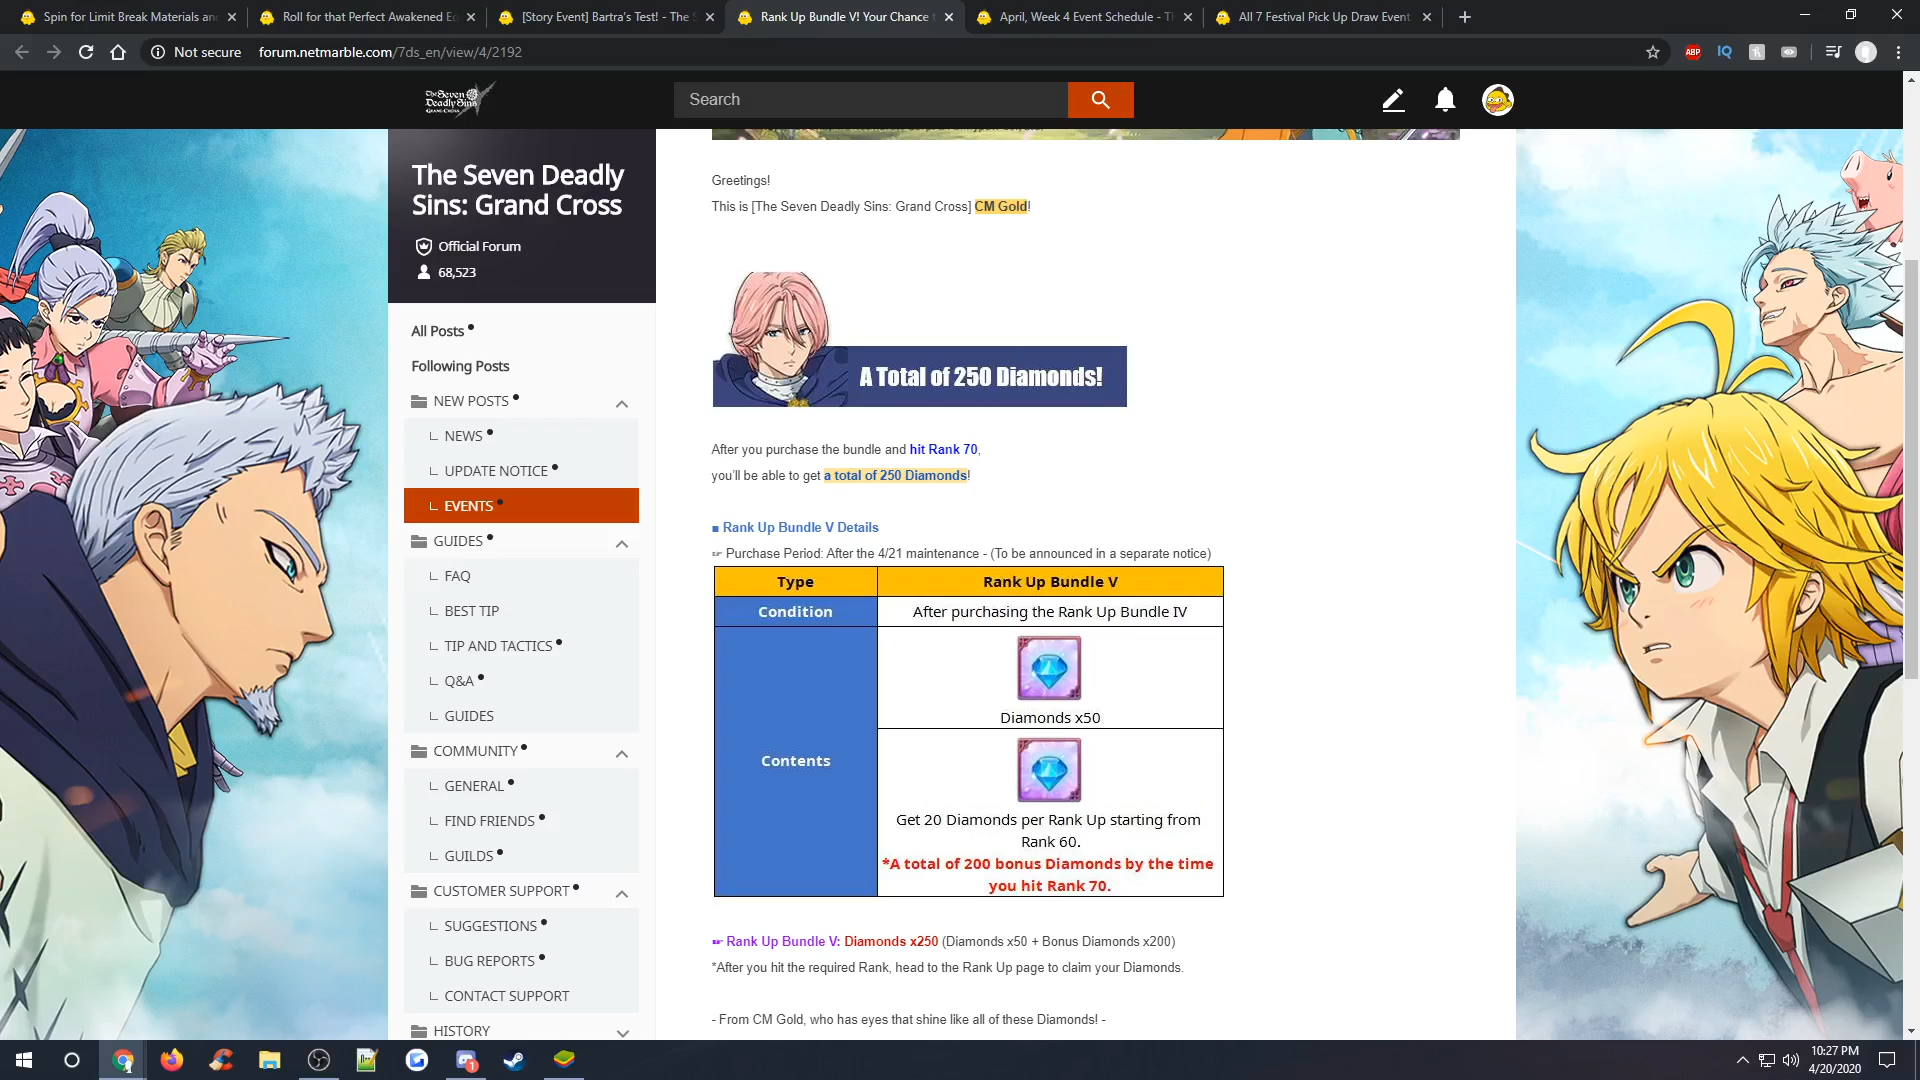 Spin for Limit Break Materials an
Roll for that Perfect Awakened Eq
[Story Event] Bartra's Test! - The S
Rank Up Bundle V! Your Chance t
April, Week 4 Event Schedule - Th
All 7 Festival Pick Up Draw Event
Not secure
forum.netmarble.com/7ds_en/view/4/2192
ABP
IQ
The Seven
Deadly Sins
GRAND CROSS
Search
The Seven Deadly
Sins: Grand Cross
Official Forum
68,523
All Posts
Following Posts
NEW POSTS
NEWS
UPDATE NOTICE
EVENTS
GUIDES
FAQ
BEST TIP
TIP AND TACTICS
Q&A
GUIDES
COMMUNITY
GENERAL
FIND FRIENDS
GUILDS
CUSTOMER SUPPORT
SUGGESTIONS
BUG REPORTS
CONTACT SUPPORT
HISTORY
Greetings!
This is [The Seven Deadly Sins: Grand Cross] CM Gold!
A Total of 250 Diamonds!
After you purchase the bundle and hit Rank 70,
you'll be able to get a total of 250 Diamonds!
■ Rank Up Bundle V Details
☞ Purchase Period: After the 4/21 maintenance - (To be announced in a separate notice)
Type Rank Up Bundle V
Condition After purchasing the Rank Up Bundle IV
Contents
Diamonds x50
Get 20 Diamonds per Rank Up starting from
Rank 60.
*A total of 200 bonus Diamonds by the time
you hit Rank 70.
☞ Rank Up Bundle V: Diamonds x250 (Diamonds x50 + Bonus Diamonds x200)
*After you hit the required Rank, head to the Rank Up page to claim your Diamonds.
- From CM Gold, who has eyes that shine like all of these Diamonds! -
1
10:27 PM
4/20/2020